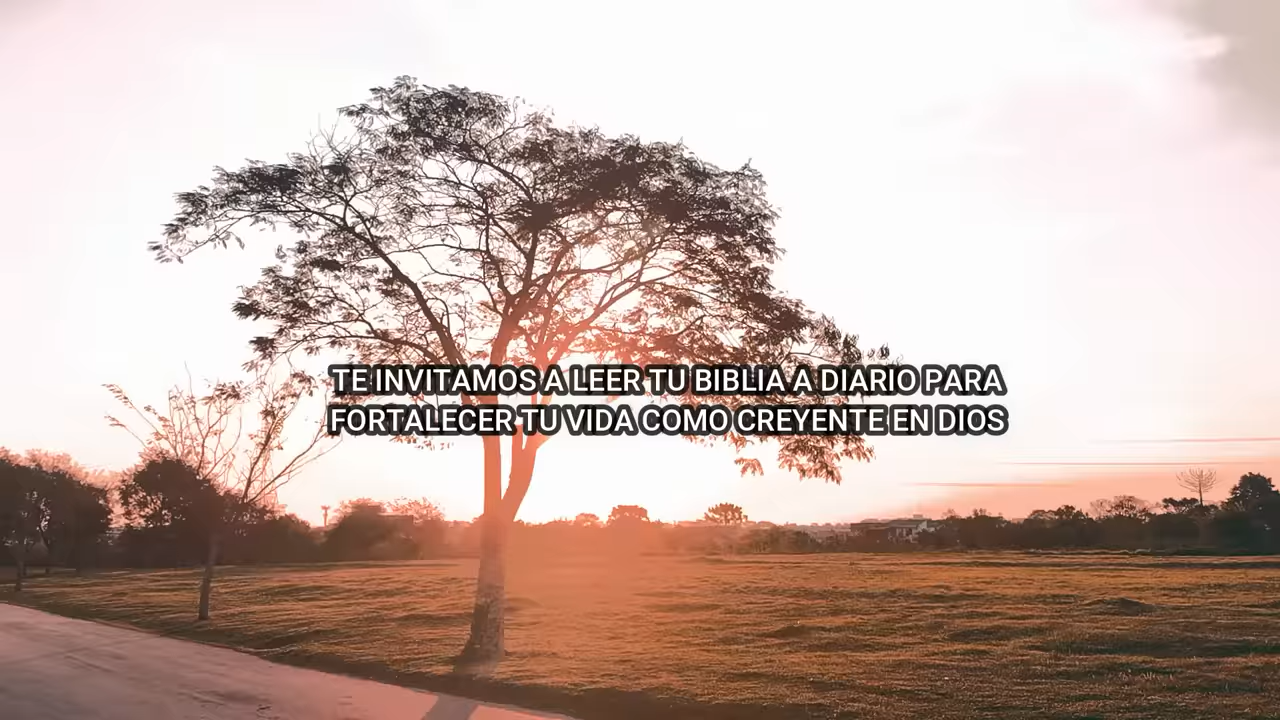 TE INVITAMOS A LEER TU BIBLIA A DIARIO PARA
FORTALECER TU VIDA COMO CREYENTE EN DIOS